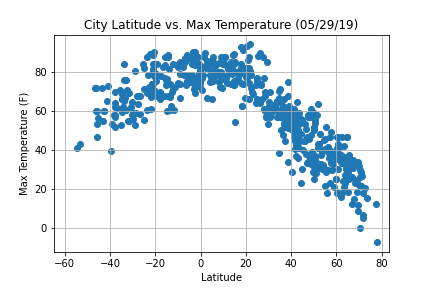 City Latitude vs. Max Temperature (05/29/19)
Max Temperature (F)
80
60
40
20
0
−60 −40 −20 0 20 40 60 80
Latitude